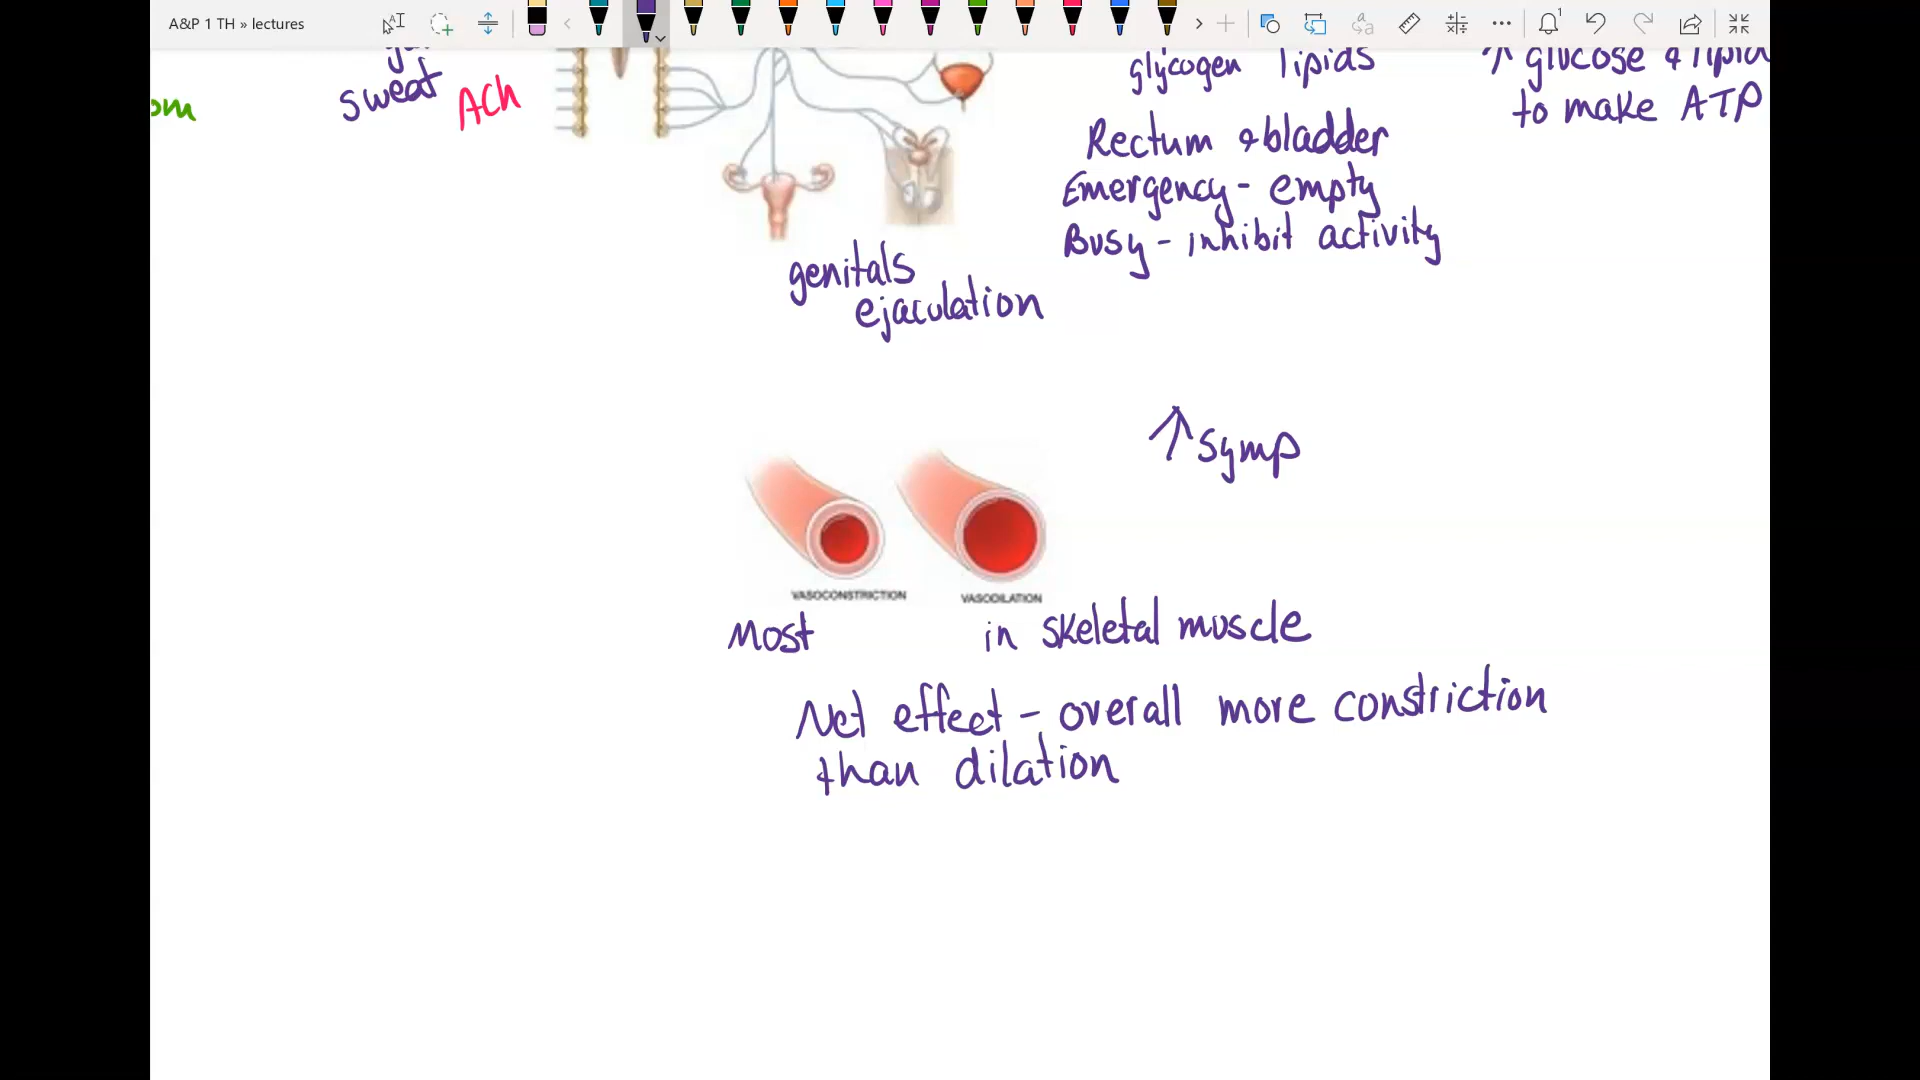 A&P 1 TH » lectures
sweat
ACh
om
glycogen lipids
↑ glucose & lipid
to make ATP
Rectum & bladder
Emergency - empty
Busy - inhibit activity
genitals
ejaculation
↑ symp
VASOCONSTRICTION
VASODILATION
Most
in skeletal muscle
Net effect - overall more constriction
than dilation